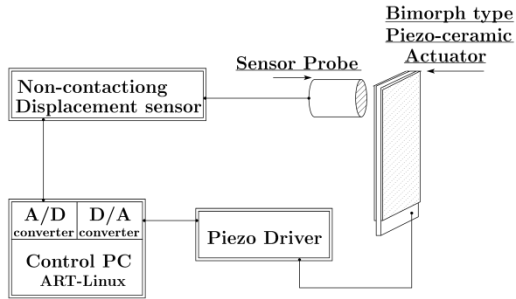 Bimorph type
Piezo-ceramic
Actuator
Sensor Probe
Non-contactiong
Displacement sensor
A/D
converter
D/A
converter
Control PC
ART-Linux
Piezo Driver